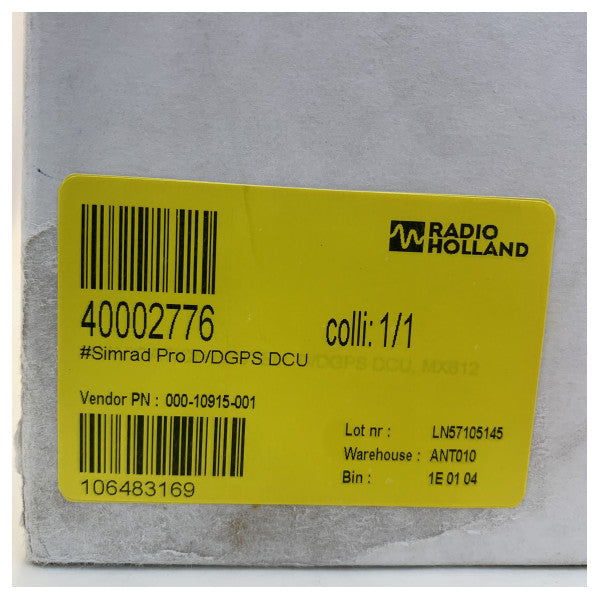 RADIO
HOLLAND
40002776
colli: 1/1
#Simrad Pro D/DGPS DCU
/DGPS DCU, MX612
Vendor PN : 000-10915-001
106483169
Lot nr : LN57105145
Warehouse : ANT010
Bin : 1E 01 04